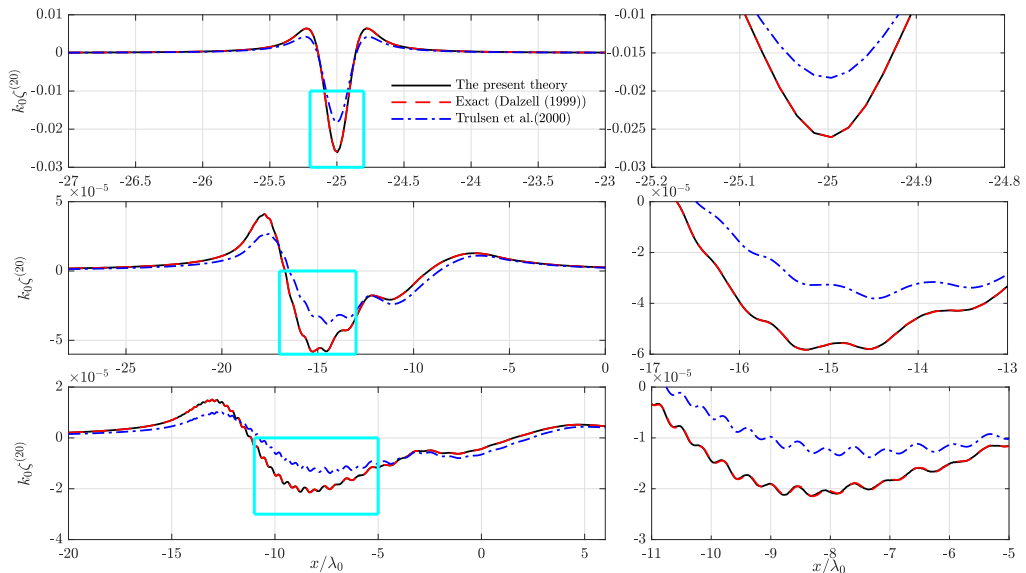 0.01
0
-0.01
-0.02
-0.03
k₀ζ⁽²⁰⁾
The present theory
Exact (Dalzell (1999))
Trulsen et al.(2000)
-27 -26.5 -26 -25.5 -25 -24.5 -24 -23.5 -23
-0.01
-0.015
-0.02
-0.025
-0.03
-25.2 -25.1 -25 -24.9 -24.8
×10⁻⁵
5
0
-5
k₀ζ⁽²⁰⁾
-25 -20 -15 -10 -5 0
×10⁻⁵
0
-2
-4
-6
-17 -16 -15 -14 -13
×10⁻⁵
2
0
-2
-4
k₀ζ⁽²⁰⁾
-20 -15 -10 -5 0 5
x/λ₀
×10⁻⁵
0
-1
-2
-3
-11 -10 -9 -8 -7 -6 -5
x/λ₀